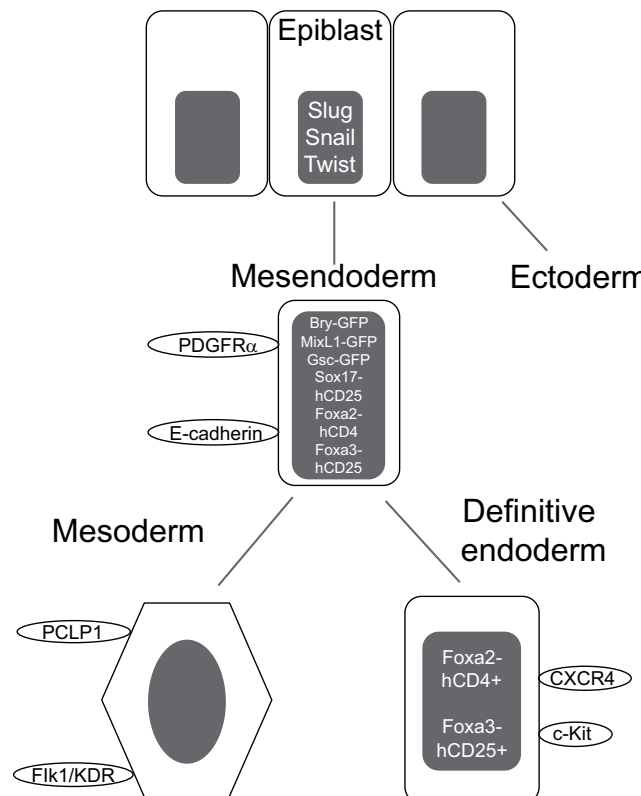 Epiblast
Slug
Snail
Twist
Mesendoderm
Ectoderm
Bry-GFP
MixL1-GFP
Gsc-GFP
Sox17-
hCD25
Foxa2-
hCD4
Foxa3-
hCD25
PDGFRα
E-cadherin
Mesoderm
Definitive
endoderm
PCLP1
Flk1/KDR
Foxa2-
hCD4+
Foxa3-
hCD25+
CXCR4
c-Kit